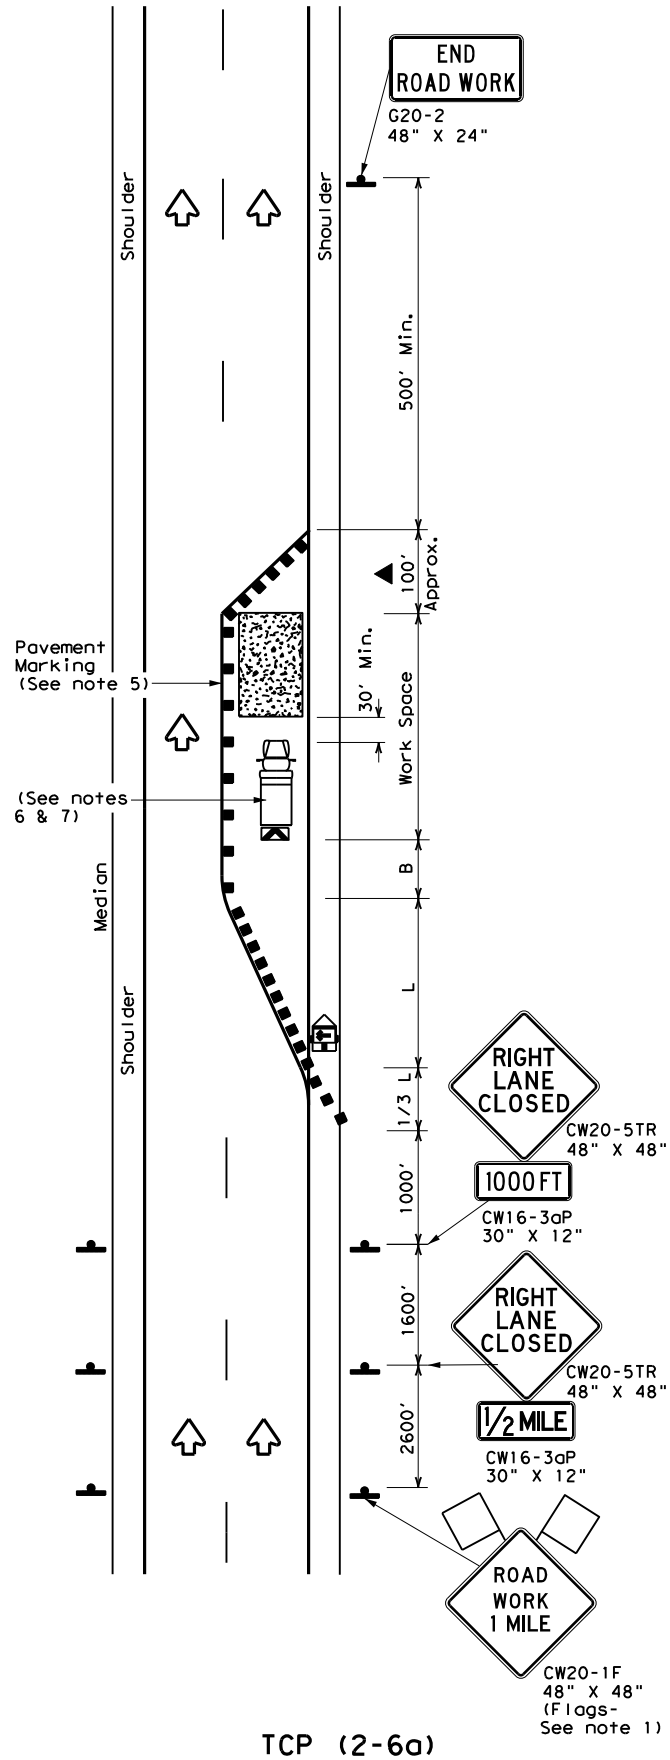 END
ROAD WORK
G20-2
48" X 24"
Shoulder
Shoulder
500' Min.
100'
Approx.
Pavement
Marking
(See note 5)
30' Min.
Work Space
(See notes
6 & 7)
B
Median
L
Shoulder
1/3 L
RIGHT
LANE
CLOSED
CW20-5TR
48" X 48"
1000 FT
CW16-3aP
30" X 12"
1000'
1600'
RIGHT
LANE
CLOSED
CW20-5TR
48" X 48"
1/2 MILE
CW16-3aP
30" X 12"
2600'
ROAD
WORK
1 MILE
CW20-1F
48" X 48"
(Flags-
See note 1)
TCP (2-6a)